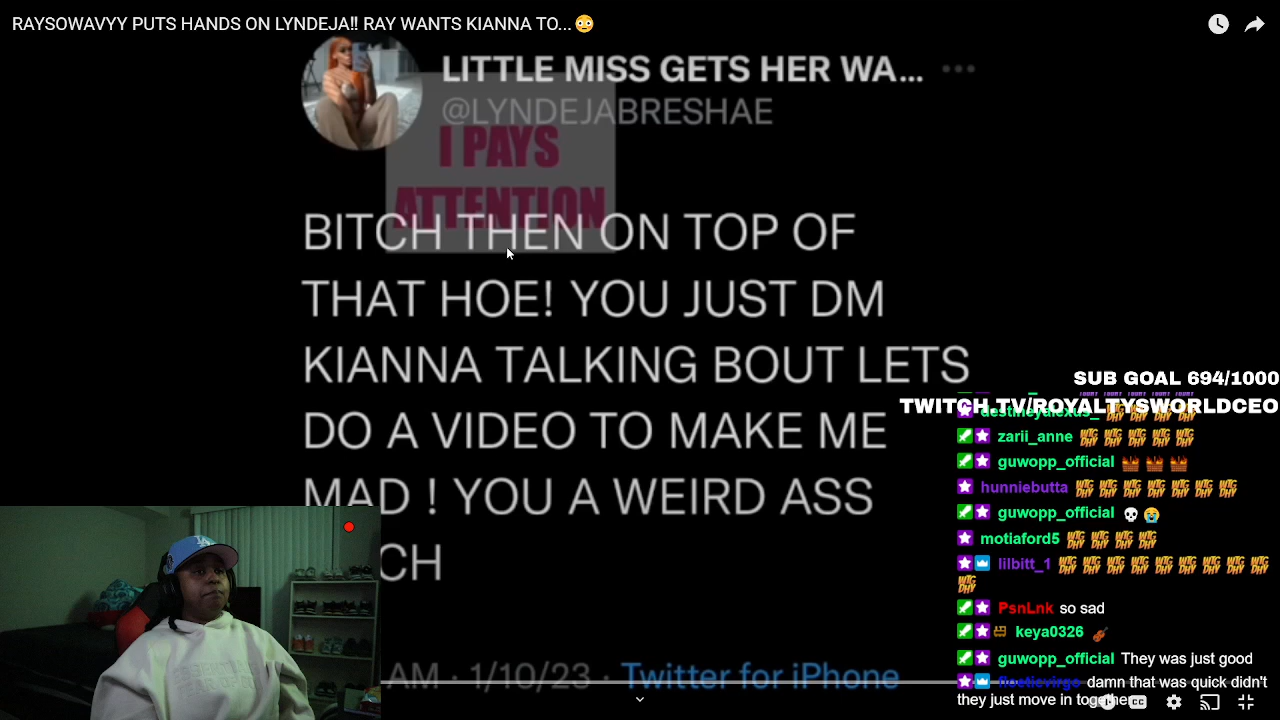 RAYSOWAVYY PUTS HANDS ON LYNDEJA!! RAY WANTS KIANNA TO...😳
LITTLE MISS GETS HER WA...
@LYNDEJABRESHAE
I PAYS
ATTENTION
BITCH THEN ON TOP OF
THAT HOE! YOU JUST DM
KIANNA TALKING BOUT LETS
DO A VIDEO TO MAKE ME
MAD ! YOU A WEIRD ASS
CH
AM · 1/10/23 · Twitter for iPhone
SUB GOAL 694/1000
TWITCH.TV/ROYALTYSWORLDCEO
zarii_anne
guwopp_official
hunniebutta
guwopp_official 💀😭
motiaford5
lilbitt_1
PsnLnk so sad
keya0326 🎻
guwopp_official They was just good
damn that was quick didn't
they just move in together
CC